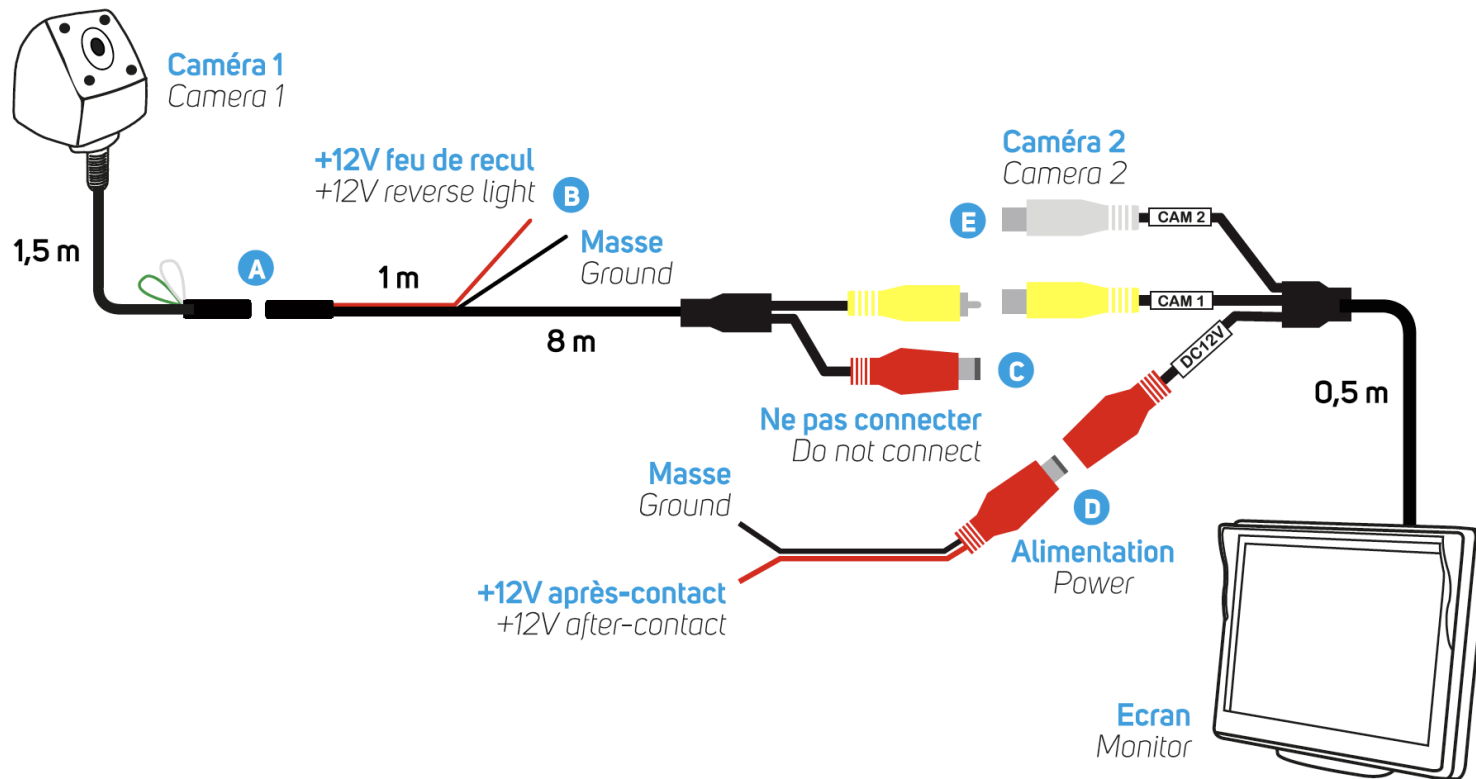 Caméra 1
Camera 1
1,5 m
A
+12V feu de recul
+12V reverse light
B
Masse
Ground
1 m
8 m
Caméra 2
Camera 2
E
CAM 2
CAM 1
DC12V
C
Ne pas connecter
Do not connect
0,5 m
Masse
Ground
D
Alimentation
Power
+12V après-contact
+12V after-contact
Ecran
Monitor